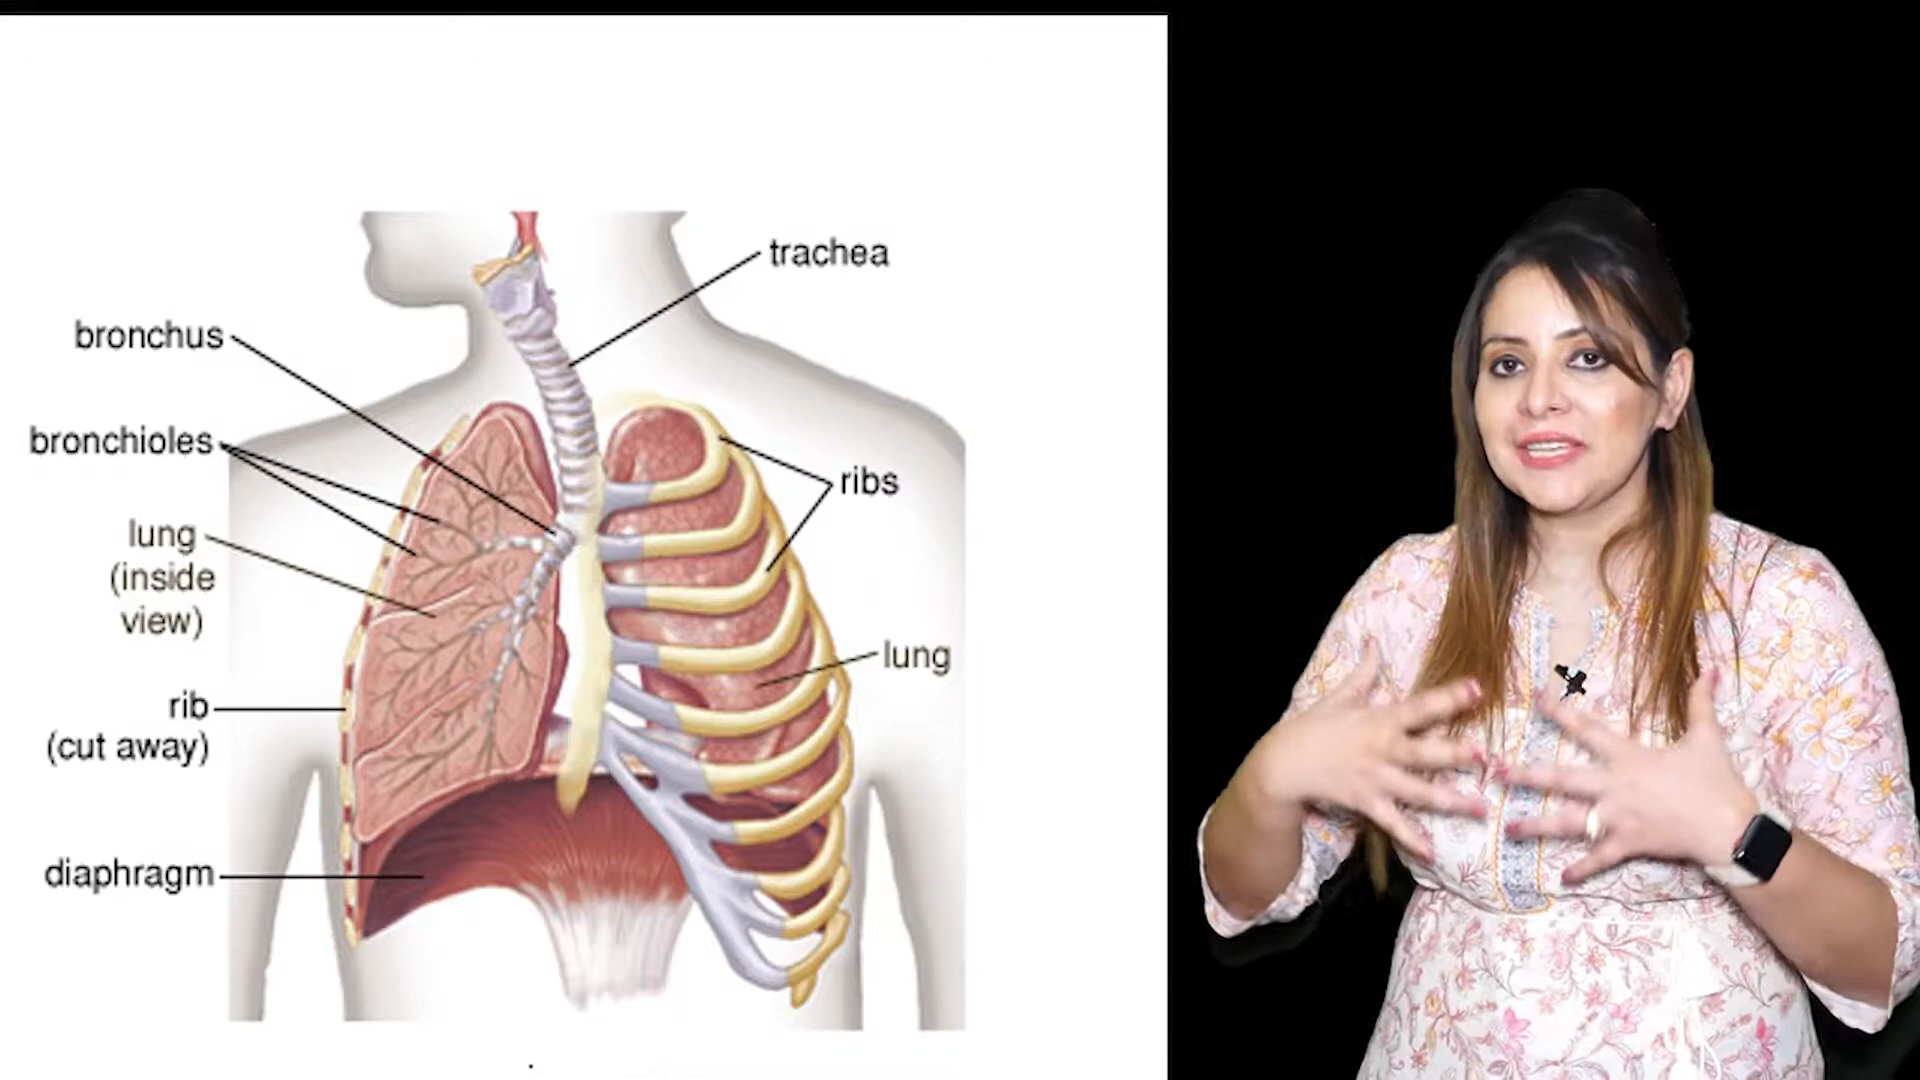 trachea
bronchus
bronchioles
ribs
lung
(inside
view)
lung
rib
(cut away)
diaphragm